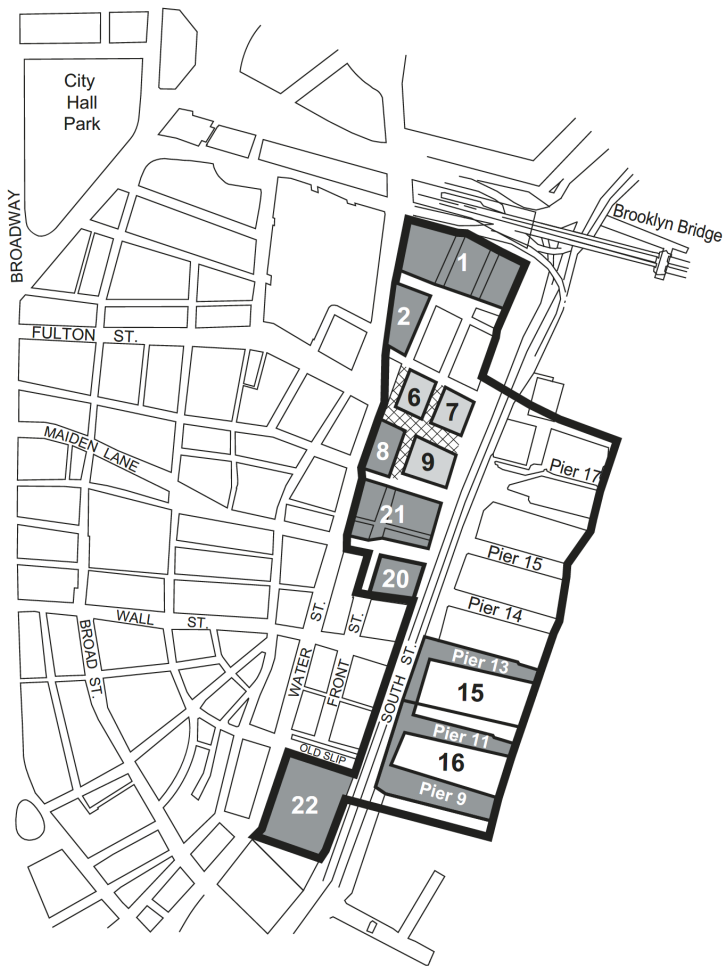 City
Hall
Park
BROADWAY
Brooklyn Bridge
1
2
FULTON ST.
6
7
MAIDEN LANE
8
9
Pier 17
21
Pier 15
20
Pier 14
WALL ST.
BROAD ST.
WATER ST.
FRONT ST.
SOUTH ST.
Pier 13
15
Pier 11
16
OLD SLIP
Pier 9
22